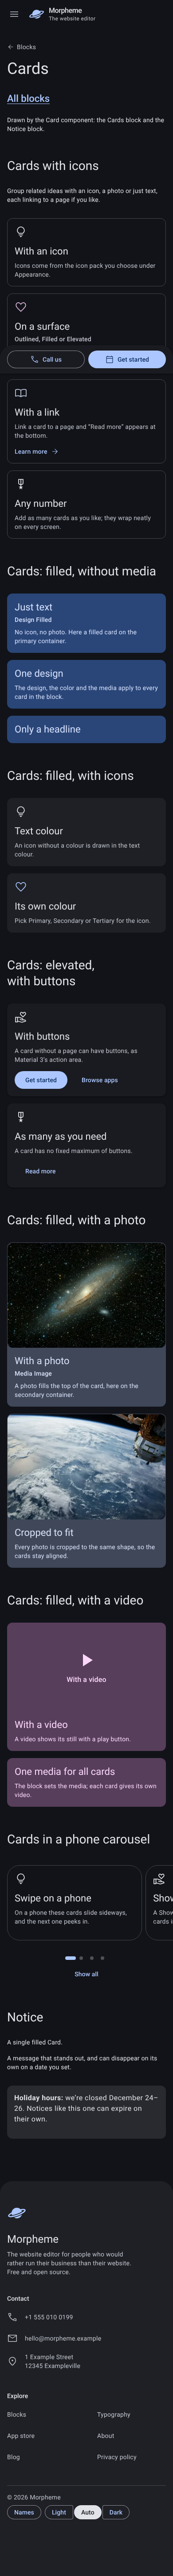 Morpheme
The website editor
Blocks
Cards
All blocks
Drawn by the Card component: the Cards block and the
Notice block.
Cards with icons
Group related ideas with an icon, a photo or just text,
each linking to a page if you like.
With an icon
Icons come from the icon pack you choose under
Appearance.
On a surface
Outlined, Filled or Elevated
Call us
Get started
With a link
Link a card to a page and “Read more” appears at
the bottom.
Learn more
Any number
Add as many cards as you like; they wrap neatly
on every screen.
Cards: filled, without media
Just text
Design Filled
No icon, no photo. Here a filled card on the
primary container.
One design
The design, the color and the media apply to every
card in the block.
Only a headline
Cards: filled, with icons
Text colour
An icon without a colour is drawn in the text
colour.
Its own colour
Pick Primary, Secondary or Tertiary for the icon.
Cards: elevated,
with buttons
With buttons
A card without a page can have buttons, as
Material 3's action area.
Get started
Browse apps
As many as you need
A card has no fixed maximum of buttons.
Read more
Cards: filled, with a photo
With a photo
Media Image
A photo fills the top of the card, here on the
secondary container.
Cropped to fit
Every photo is cropped to the same shape, so the
cards stay aligned.
Cards: filled, with a video
With a video
With a video
A video shows its still with a play button.
One media for all cards
The block sets the media; each card gives its own
video.
Cards in a phone carousel
Swipe on a phone
On a phone these cards slide sideways,
and the next one peeks in.
Show
A Show
cards i
Show all
Notice
A single filled Card.
A message that stands out, and can disappear on its
own on a date you set.
Holiday hours: we’re closed December 24–
26. Notices like this one can expire on
their own.
Morpheme
The website editor for people who would
rather run their business than their website.
Free and open source.
Contact
+1 555 010 0199
hello@morpheme.example
1 Example Street
12345 Exampleville
Explore
Blocks
Typography
App store
About
Blog
Privacy policy
© 2026 Morpheme
Names
Light
Auto
Dark